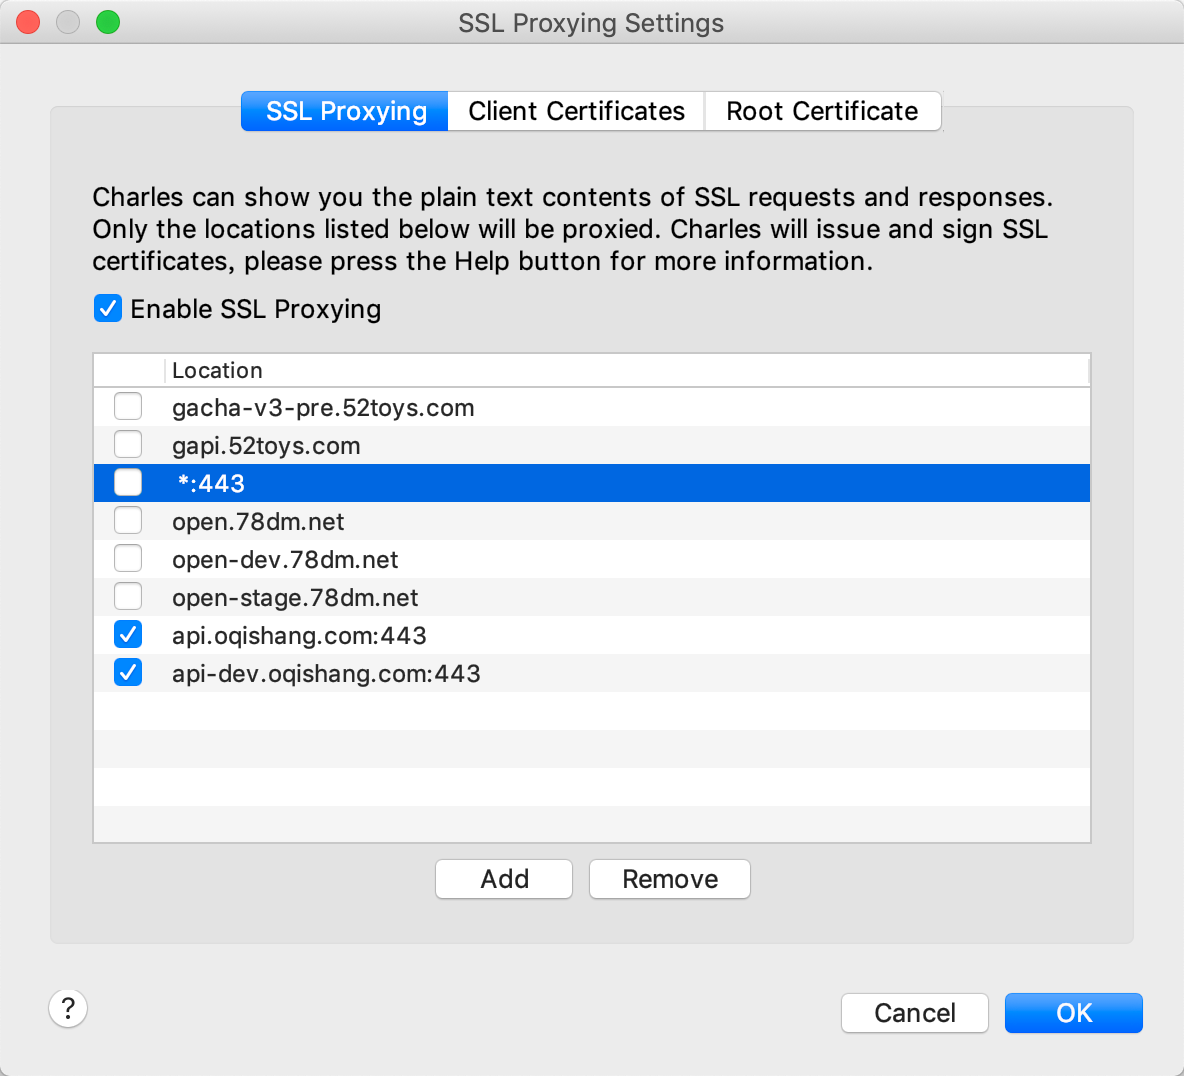 SSL Proxying Settings
SSL Proxying
Client Certificates
Root Certificate
Charles can show you the plain text contents of SSL requests and responses.
Only the locations listed below will be proxied. Charles will issue and sign SSL
certificates, please press the Help button for more information.
Enable SSL Proxying
Location
gacha-v3-pre.52toys.com
gapi.52toys.com
*:443
open.78dm.net
open-dev.78dm.net
open-stage.78dm.net
api.oqishang.com:443
api-dev.oqishang.com:443
Add
Remove
?
Cancel
OK